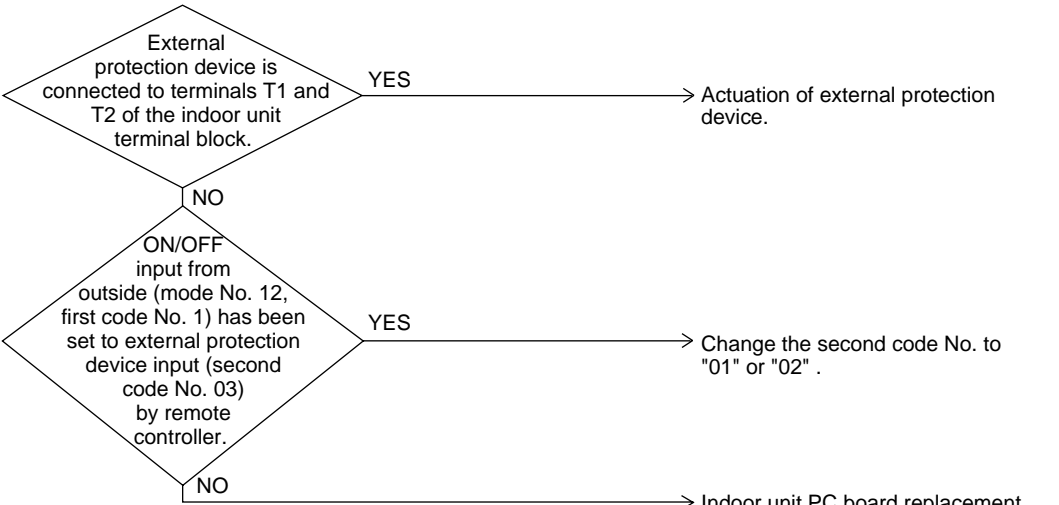 External
protection device is
connected to terminals T1 and
T2 of the indoor unit
terminal block.
YES
Actuation of external protection
device.
NO
ON/OFF
input from
outside (mode No. 12,
first code No. 1) has been
set to external protection
device input (second
code No. 03)
by remote
controller.
YES
Change the second code No. to
"01" or "02" .
NO
Indoor unit PC board replacement